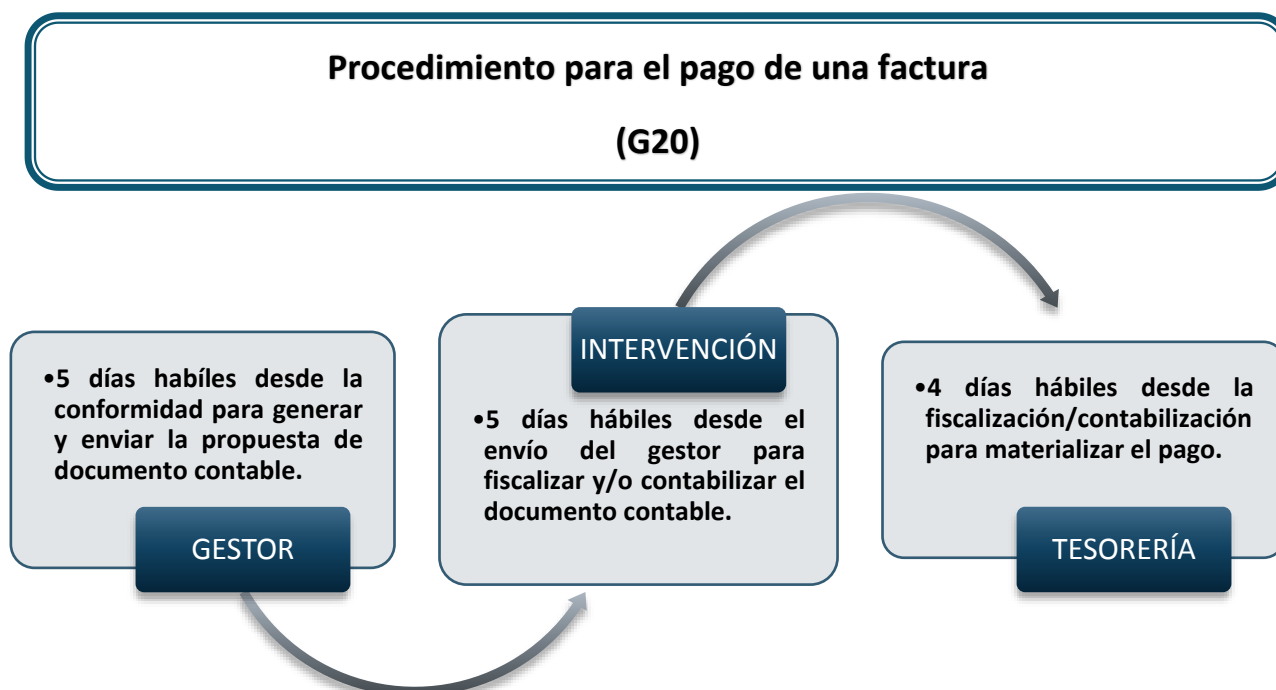 Procedimiento para el pago de una factura
(G20)
•5 días habíles desde la
conformidad para generar
y enviar la propuesta de
documento contable.
GESTOR
INTERVENCIÓN
•5 días hábiles desde el
envío del gestor para
fiscalizar y/o contabilizar el
documento contable.
•4 días hábiles desde la
fiscalización/contabilización
para materializar el pago.
TESORERÍA